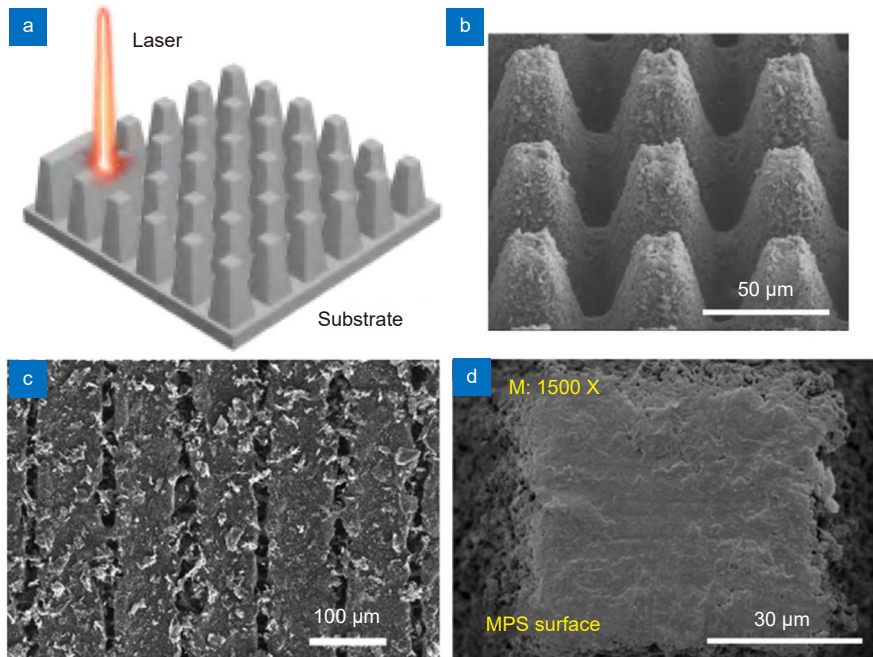 a
Laser
Substrate
b
50 µm
c
100 µm
d
M: 1500 X
MPS surface
30 µm